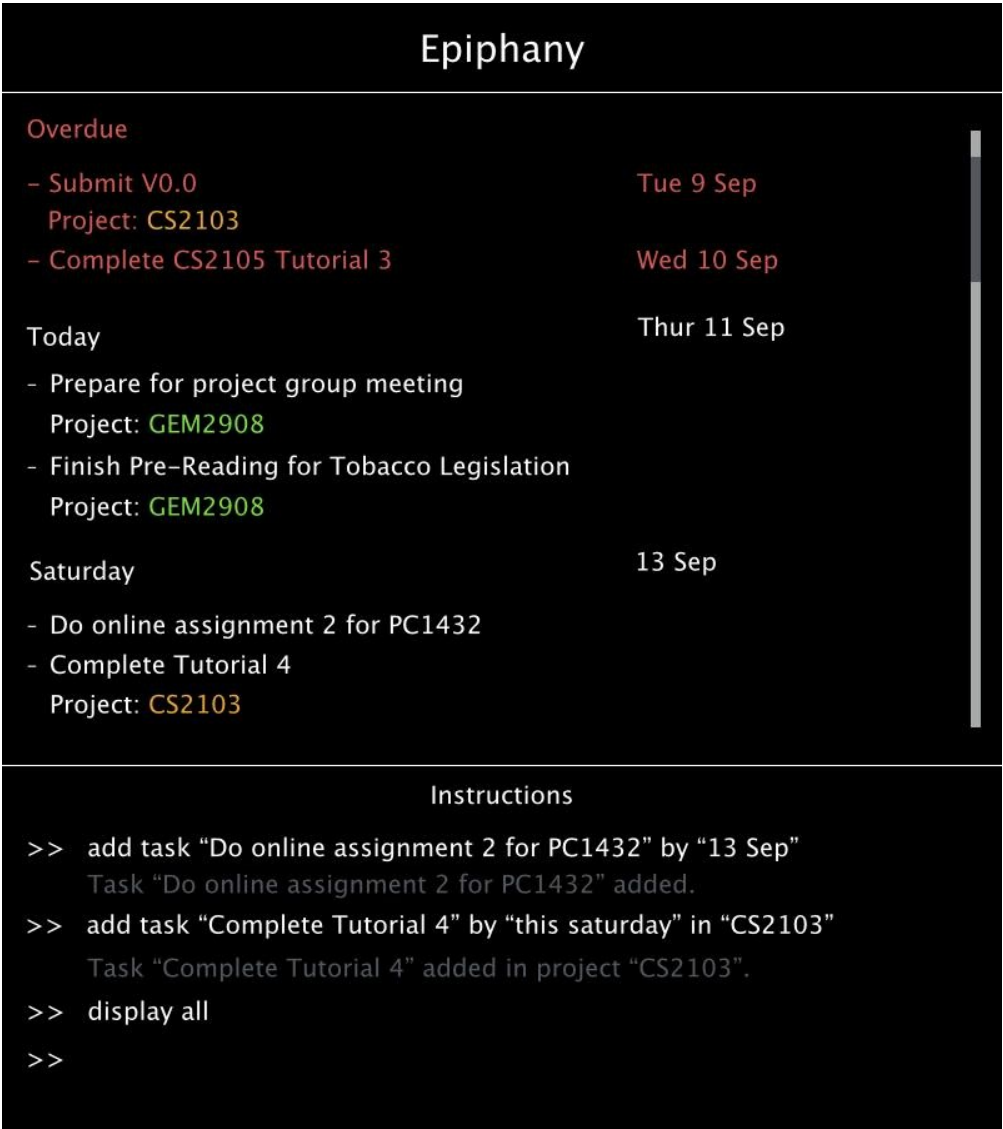 Epiphany
Overdue
– Submit V0.0 Tue 9 Sep
Project: CS2103
– Complete CS2105 Tutorial 3 Wed 10 Sep
Today Thur 11 Sep
- Prepare for project group meeting
Project: GEM2908
- Finish Pre–Reading for Tobacco Legislation
Project: GEM2908
Saturday 13 Sep
- Do online assignment 2 for PC1432
- Complete Tutorial 4
Project: CS2103
Instructions
>> add task “Do online assignment 2 for PC1432” by “13 Sep”
Task “Do online assignment 2 for PC1432” added.
>> add task “Complete Tutorial 4” by “this saturday” in “CS2103”
Task “Complete Tutorial 4” added in project “CS2103”.
>> display all
>>